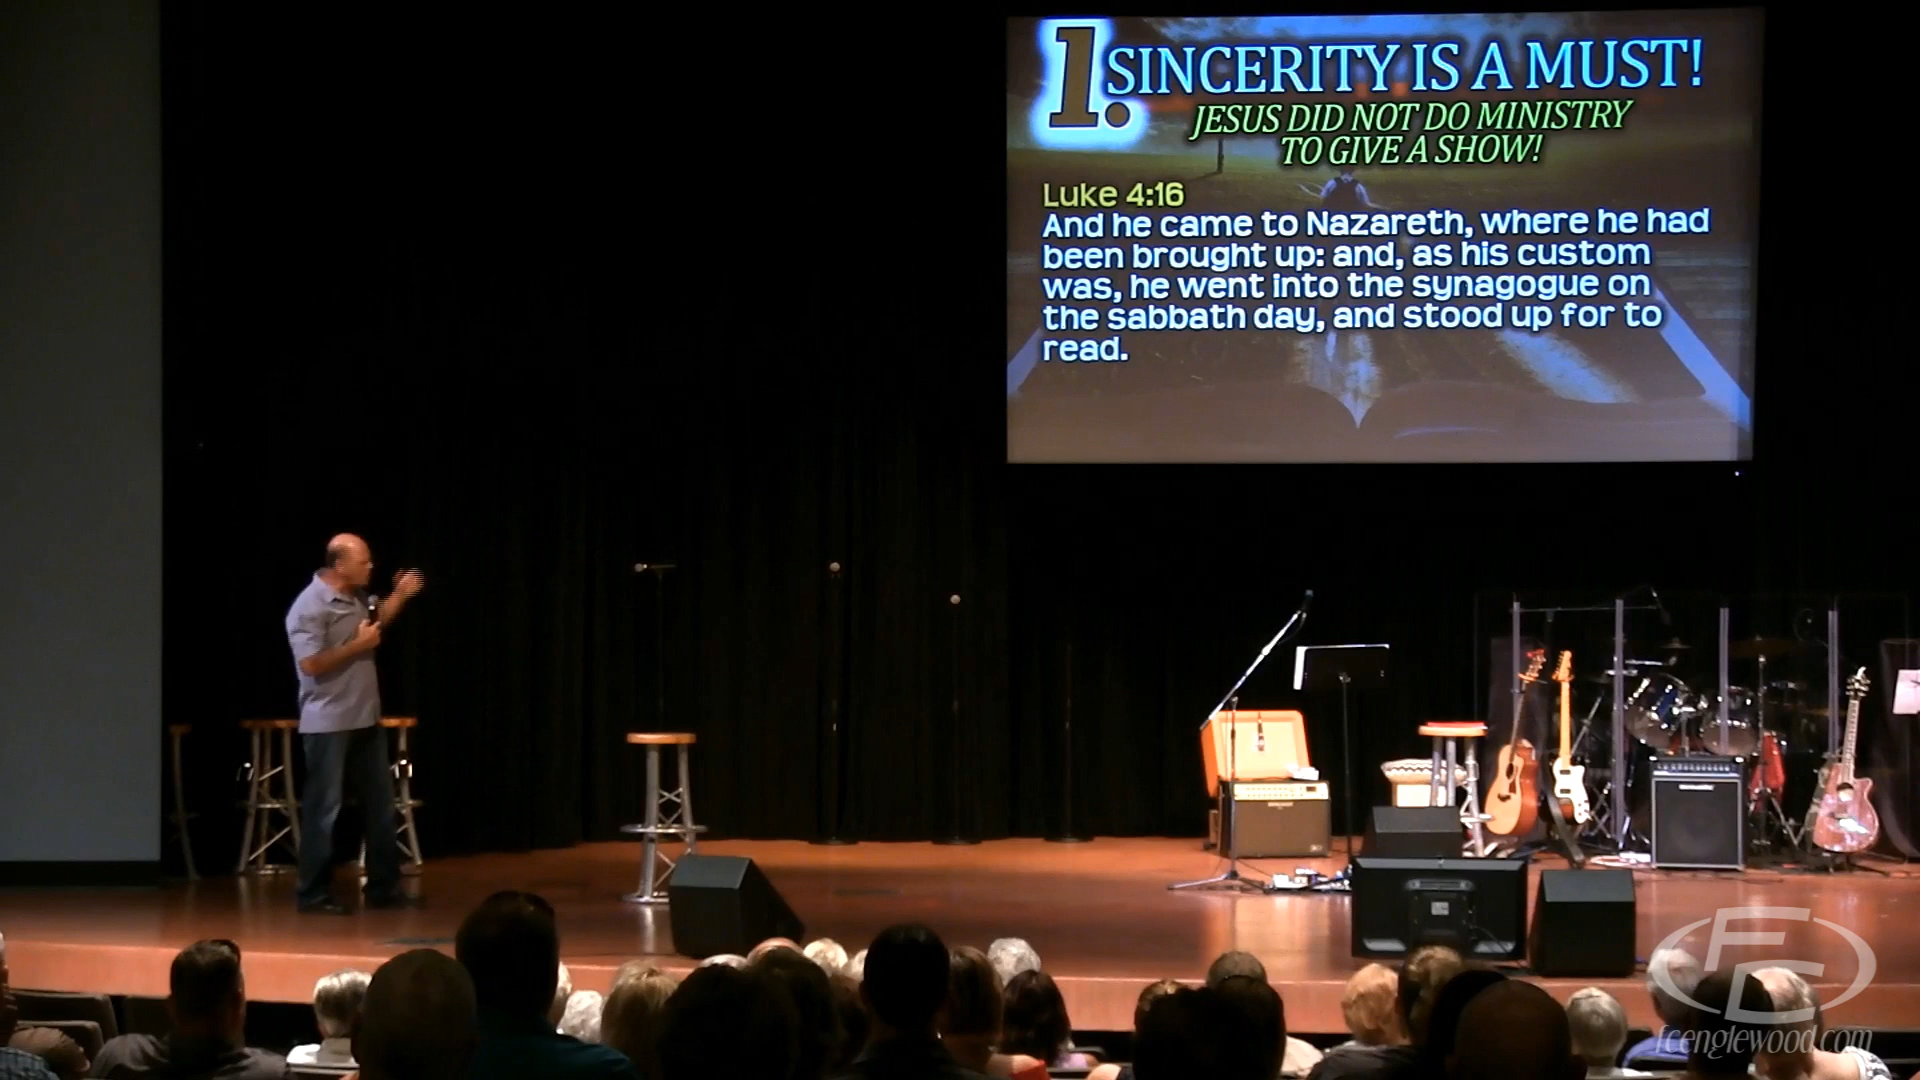 1. SINCERITY IS A MUST!
JESUS DID NOT DO MINISTRY
TO GIVE A SHOW!
Luke 4:16
And he came to Nazareth, where he had
been brought up: and, as his custom
was, he went into the synagogue on
the sabbath day, and stood up for to
read.
FC
fcenglewood.com